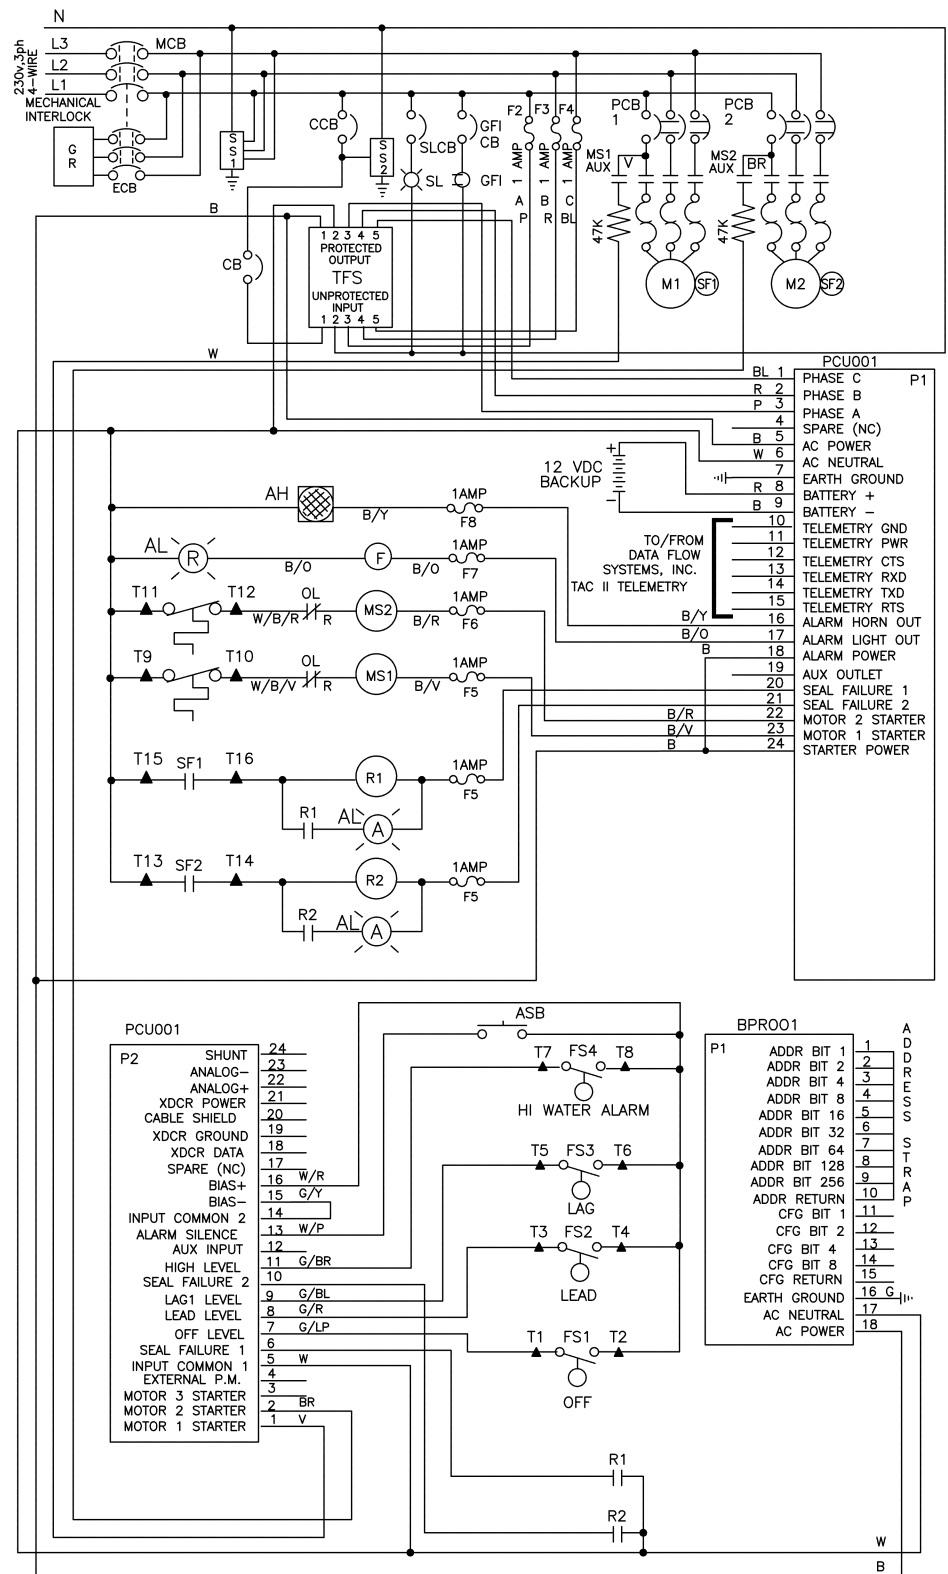 N
L3
MCB
L2
L1
230v,3ph
4-WIRE
MECHANICAL
INTERLOCK
G
R
ECB
S
S
1
CCB
S
S
2
SLCB
SL
GFI
CB
GFI
F2
F3
F4
1 AMP
1 AMP
1 AMP
A
B
C
P
R
BL
PCB
1
PCB
2
MS1
AUX
V
MS2
AUX
BR
47K
47K
M1
SF1
M2
SF2
B
CB
1 2 3 4 5
PROTECTED
OUTPUT
TFS
UNPROTECTED
INPUT
1 2 3 4 5
W
PCU001
P1
BL 1 PHASE C
R 2 PHASE B
P 3 PHASE A
4 SPARE (NC)
B 5 AC POWER
W 6 AC NEUTRAL
7 EARTH GROUND
R 8 BATTERY +
B 9 BATTERY -
10 TELEMETRY GND
11 TELEMETRY PWR
12 TELEMETRY CTS
13 TELEMETRY RXD
14 TELEMETRY TXD
15 TELEMETRY RTS
B/Y 16 ALARM HORN OUT
B/O 17 ALARM LIGHT OUT
B 18 ALARM POWER
19 AUX OUTLET
20 SEAL FAILURE 1
21 SEAL FAILURE 2
B/R 22 MOTOR 2 STARTER
B/V 23 MOTOR 1 STARTER
B 24 STARTER POWER
+
12 VDC
BACKUP
-
TO/FROM
DATA FLOW
SYSTEMS, INC.
TAC II TELEMETRY
AH
B/Y
1AMP
F8
AL
R
B/O
F
B/O
1AMP
F7
T11
T12
W/B/R
OL
R
MS2
B/R
1AMP
F6
T9
T10
W/B/V
OL
R
MS1
B/V
1AMP
F5
T15
SF1
T16
R1
1AMP
F5
R1
AL
A
T13
SF2
T14
R2
1AMP
F5
R2
AL
A
PCU001
P2
SHUNT 24
ANALOG- 23
ANALOG+ 22
XDCR POWER 21
CABLE SHIELD 20
XDCR GROUND 19
XDCR DATA 18
SPARE (NC) 17
BIAS+ 16 W/R
BIAS- 15 G/Y
INPUT COMMON 2 14
ALARM SILENCE 13 W/P
AUX INPUT 12
HIGH LEVEL 11 G/BR
SEAL FAILURE 2 10
LAG1 LEVEL 9 G/BL
LEAD LEVEL 8 G/R
OFF LEVEL 7 G/LP
SEAL FAILURE 1 6
INPUT COMMON 1 5 W
EXTERNAL P.M. 4
MOTOR 3 STARTER 3
MOTOR 2 STARTER 2 BR
MOTOR 1 STARTER 1 V
ASB
T7
FS4
T8
HI WATER ALARM
T5
FS3
T6
LAG
T3
FS2
T4
LEAD
T1
FS1
T2
OFF
R1
R2
BPROO1
P1
ADDR BIT 1 1
ADDR BIT 2 2
ADDR BIT 4 3
ADDR BIT 8 4
ADDR BIT 16 5
ADDR BIT 32 6
ADDR BIT 64 7
ADDR BIT 128 8
ADDR BIT 256 9
ADDR RETURN 10
CFG BIT 1 11
CFG BIT 2 12
CFG BIT 4 13
CFG BIT 8 14
CFG RETURN 15
EARTH GROUND 16 G
AC NEUTRAL 17
AC POWER 18
ADDRESS STRAP
W
B